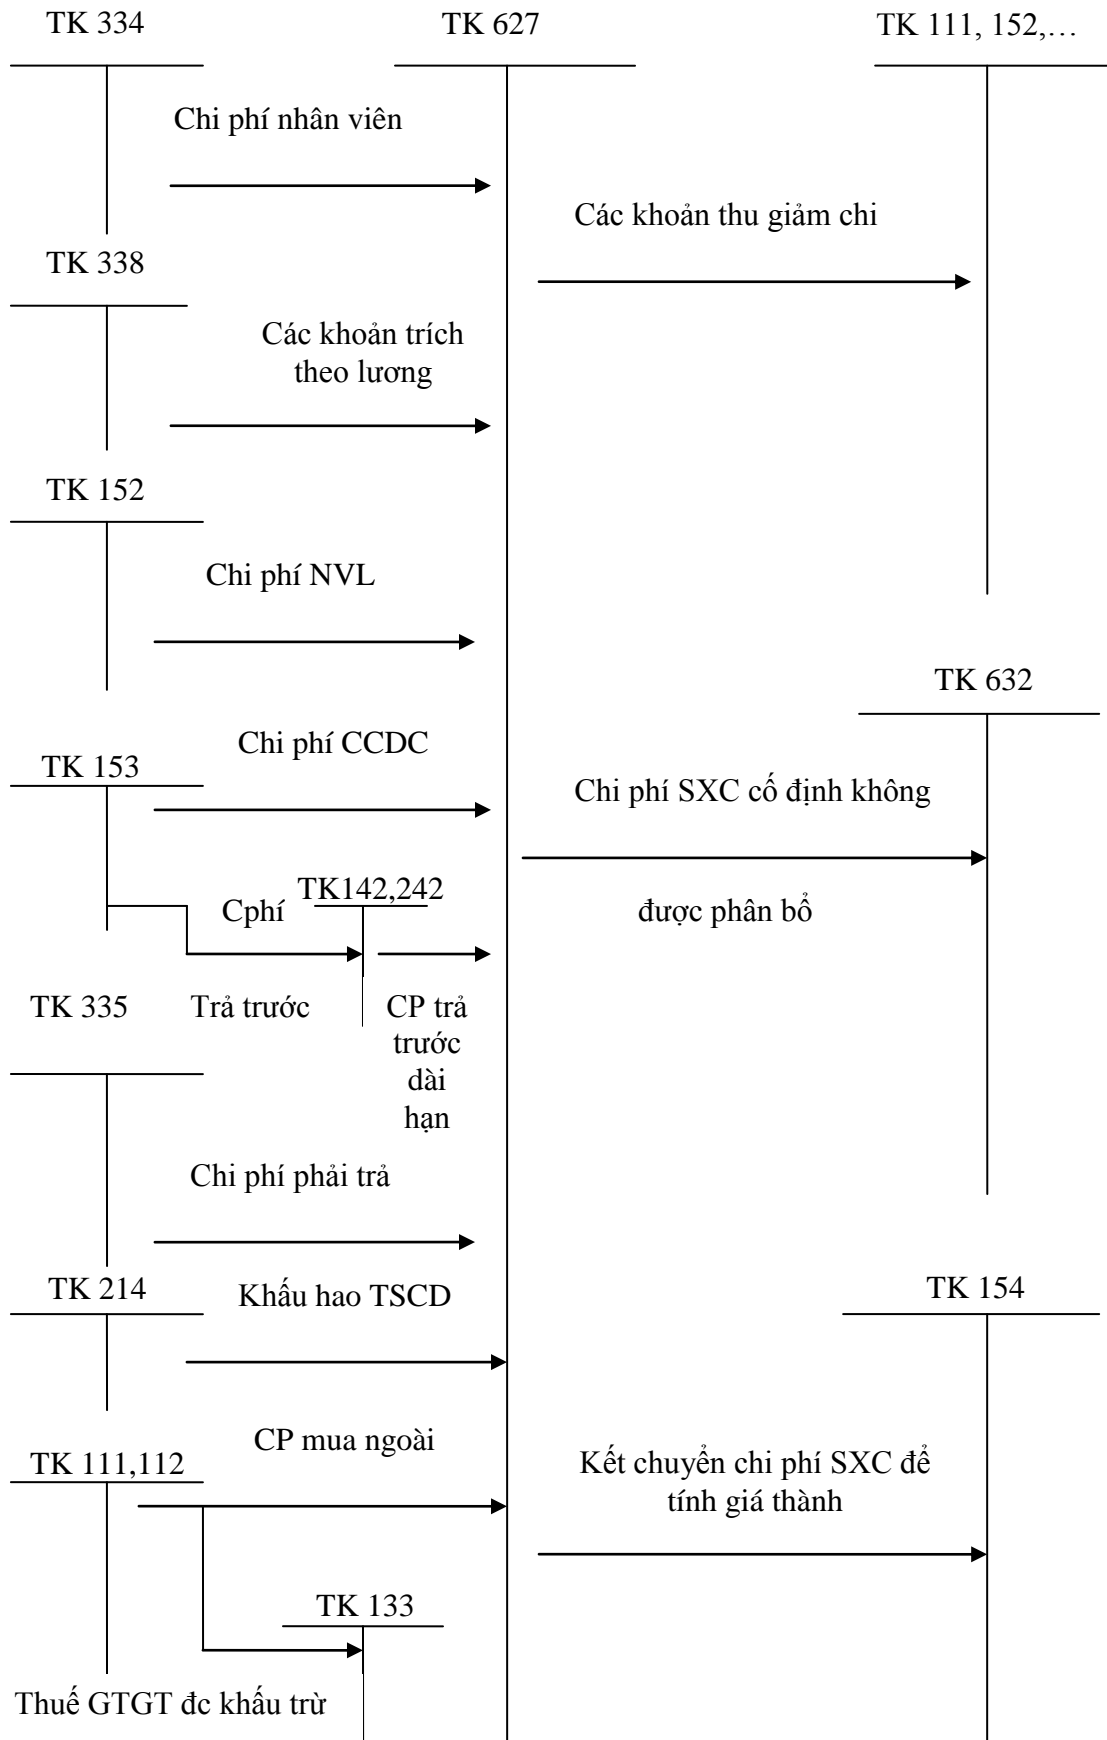 TK 334
TK 627
TK 111, 152,…
Chi phí nhân viên
Các khoản thu giảm chi
TK 338
Các khoản trích
theo lương
TK 152
Chi phí NVL
TK 632
Chi phí CCDC
TK 153
Chi phí SXC cố định không
TK142,242
Cphí
được phân bổ
TK 335
Trả trước
CP trả
trước
dài
hạn
Chi phí phải trả
TK 214
Khấu hao TSCD
TK 154
CP mua ngoài
TK 111,112
Kết chuyển chi phí SXC để
tính giá thành
TK 133
Thuế GTGT đc khấu trừ